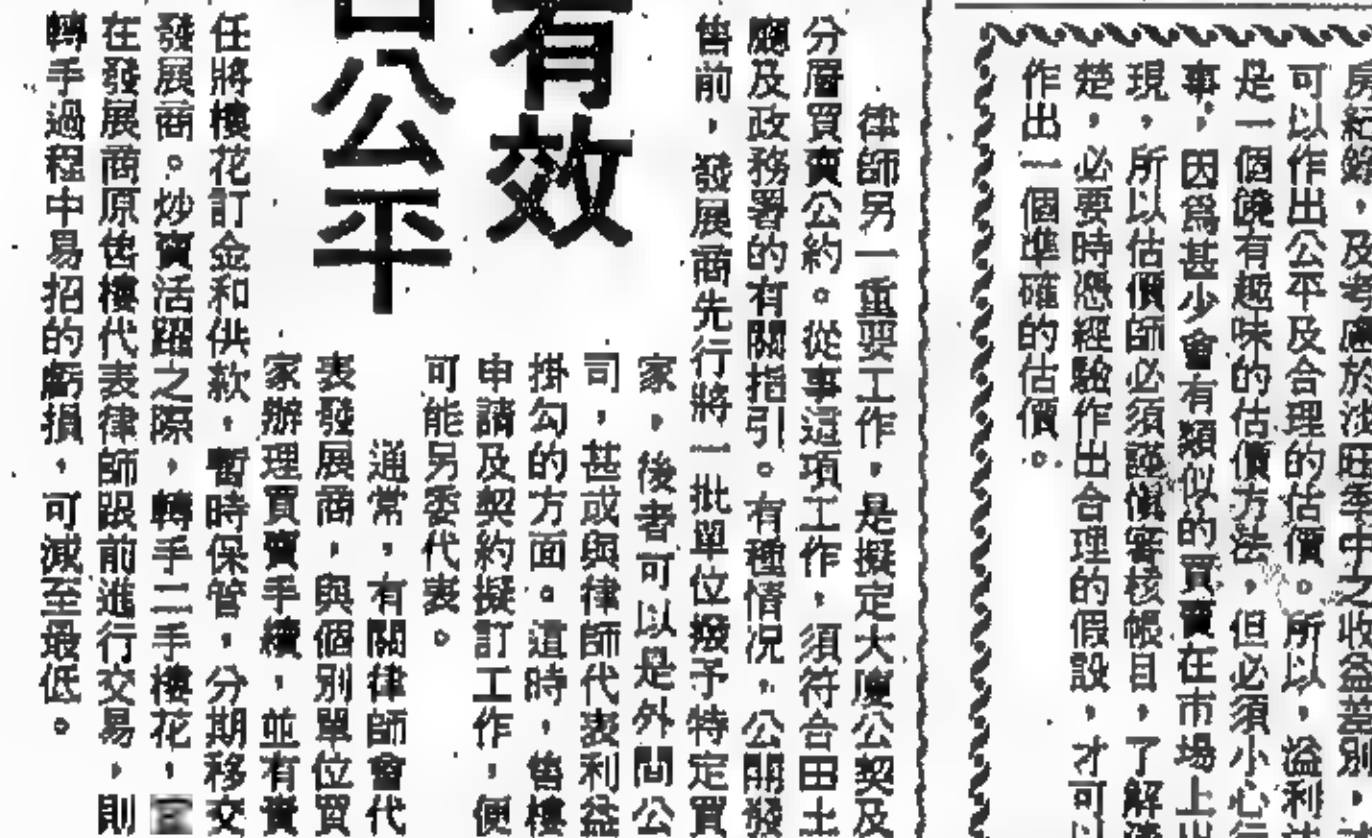 可以作出公平及合理的估價。所以,溢利
是一個饒有趣味的估價方法,但必須小心行
事,因為甚少會有類似的買賣在市場上出
現,所以估價師必須謹慎審核帳目,了解清
楚,必要時憑經驗作出合理的假設,才可以
作出一個準確的估價。
有效
公平
律師另一重要工作,是擬定大廈公契及
分層買賣公約。從事這項工作,須符合田土
廳及政務署的有關指引。有種情況,公開發
售前,發展商先行將一批單位撥予特定買
家,後者可以是外間公
司,甚或與律師代表利益
掛勾的方面。這時,售樓
申請及契約擬訂工作,便
可能另委代表。
通常,有關律師會代
表發展商,與個別單位買
家辦理買賣手續,並有責
任將樓花訂金和供款,暫時保管,分期移交
發展商。炒賣活躍之際,轉手二手樓花,
在發展商原售樓代表律師跟前進行交易,則
轉手過程中易招的虧損,可減至最低。